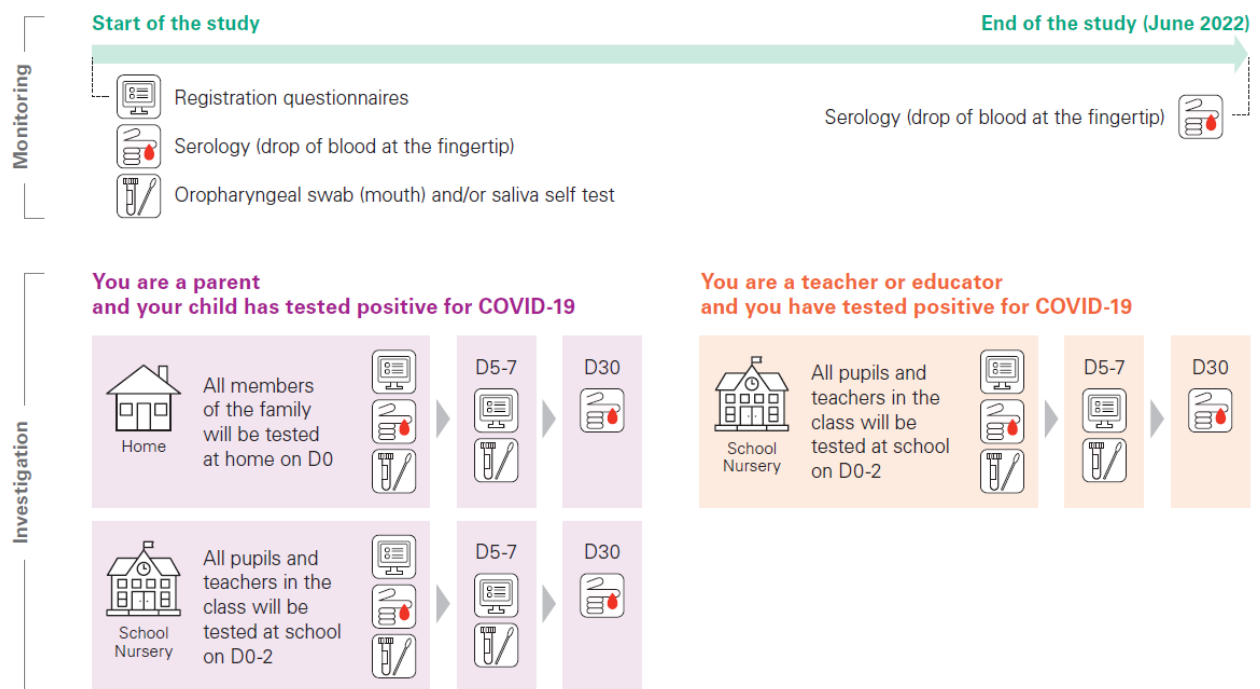 Monitoring
Start of the study
End of the study (June 2022)
Registration questionnaires
Serology (drop of blood at the fingertip)
Oropharyngeal swab (mouth) and/or saliva self test
Serology (drop of blood at the fingertip)
Investigation
You are a parent
and your child has tested positive for COVID-19
Home
All members
of the family
will be tested
at home on D0
D5-7
D30
School
Nursery
All pupils and
teachers in the
class will be
tested at school
on D0-2
D5-7
D30
You are a teacher or educator
and you have tested positive for COVID-19
School
Nursery
All pupils and
teachers in the
class will be
tested at school
on D0-2
D5-7
D30